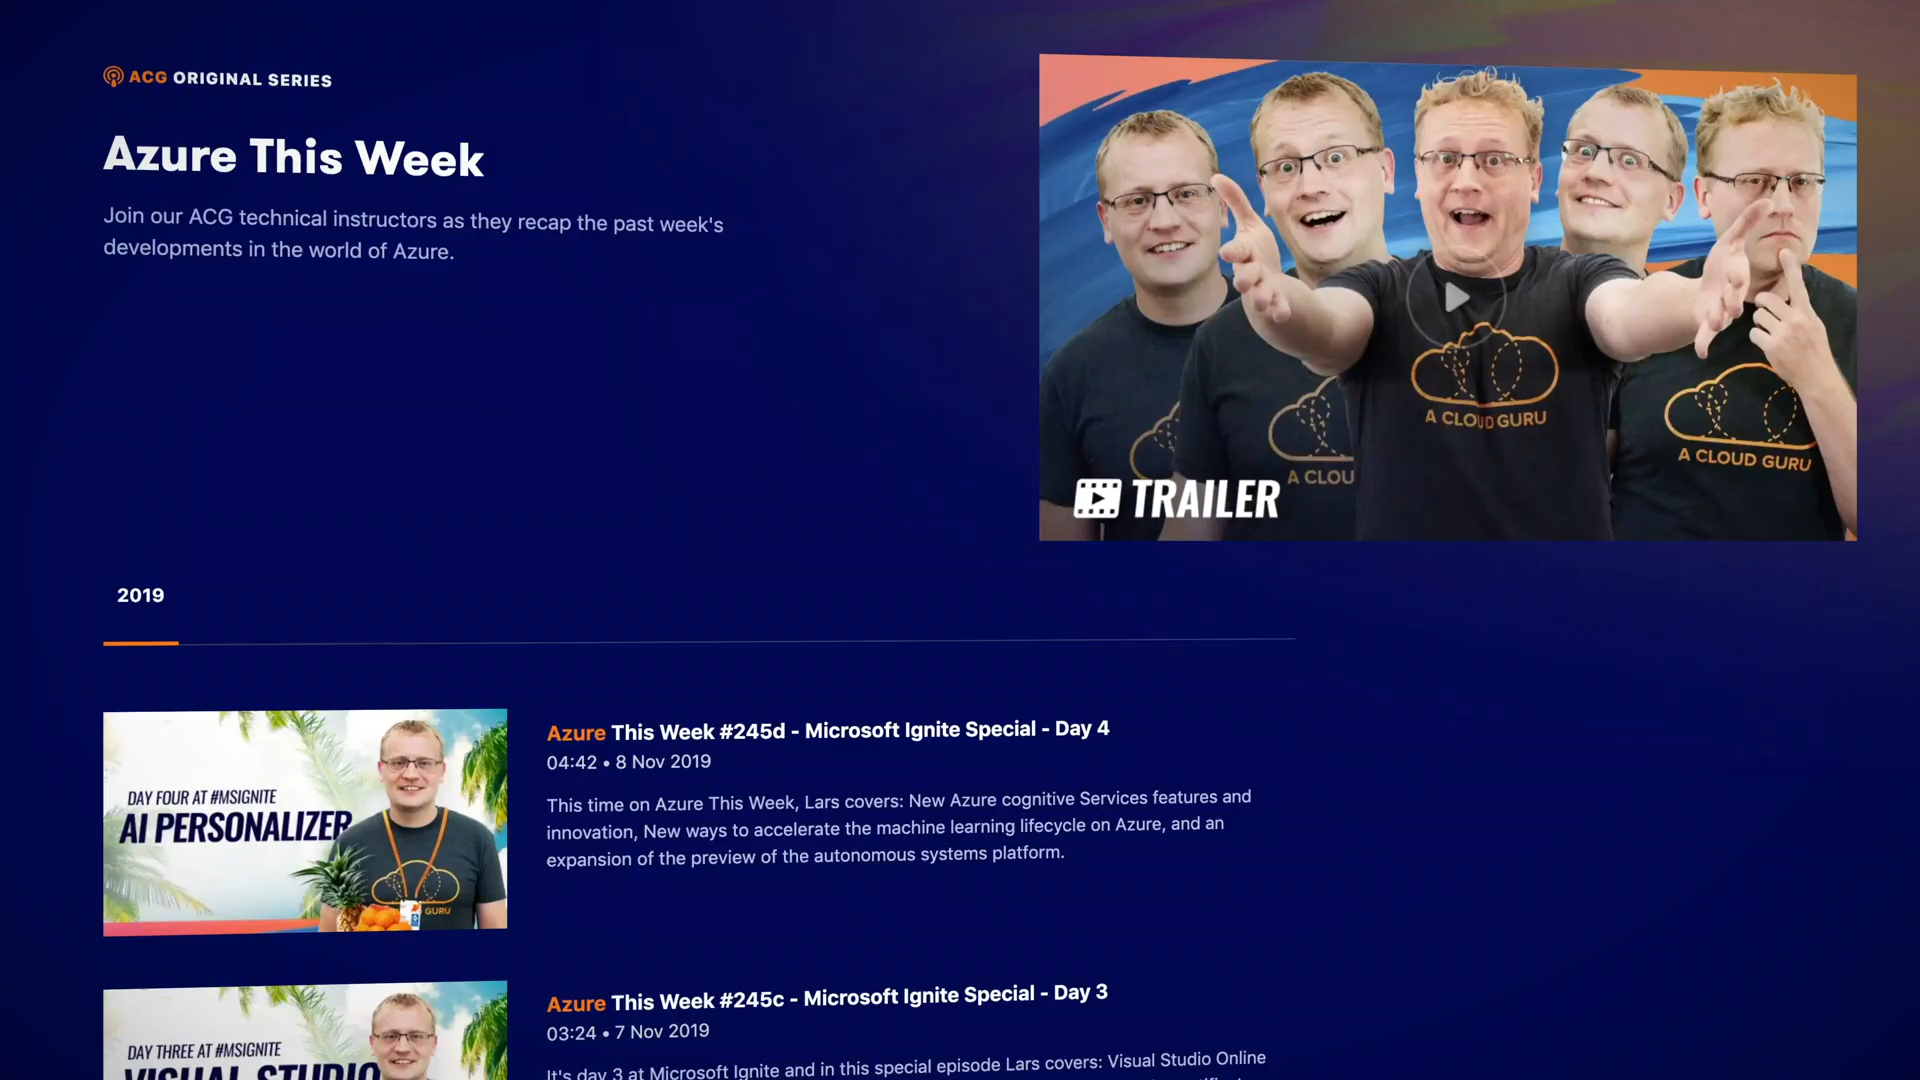 ACG ORIGINAL SERIES
Azure This Week
Join our ACG technical instructors as they recap the past week's
developments in the world of Azure.
A CLOUD GURU
A CLOU
A CLOUD GURU
TRAILER
2019
DAY FOUR AT #MSIGNITE
AI PERSONALIZER
GURU
Azure This Week #245d - Microsoft Ignite Special - Day 4
04:42 • 8 Nov 2019
This time on Azure This Week, Lars covers: New Azure cognitive Services features and
innovation, New ways to accelerate the machine learning lifecycle on Azure, and an
expansion of the preview of the autonomous systems platform.
DAY THREE AT #MSIGNITE
VISUAL STUDIO
Azure This Week #245c - Microsoft Ignite Special - Day 3
03:24 • 7 Nov 2019
It's day 3 at Microsoft Ignite and in this special episode Lars covers: Visual Studio Online